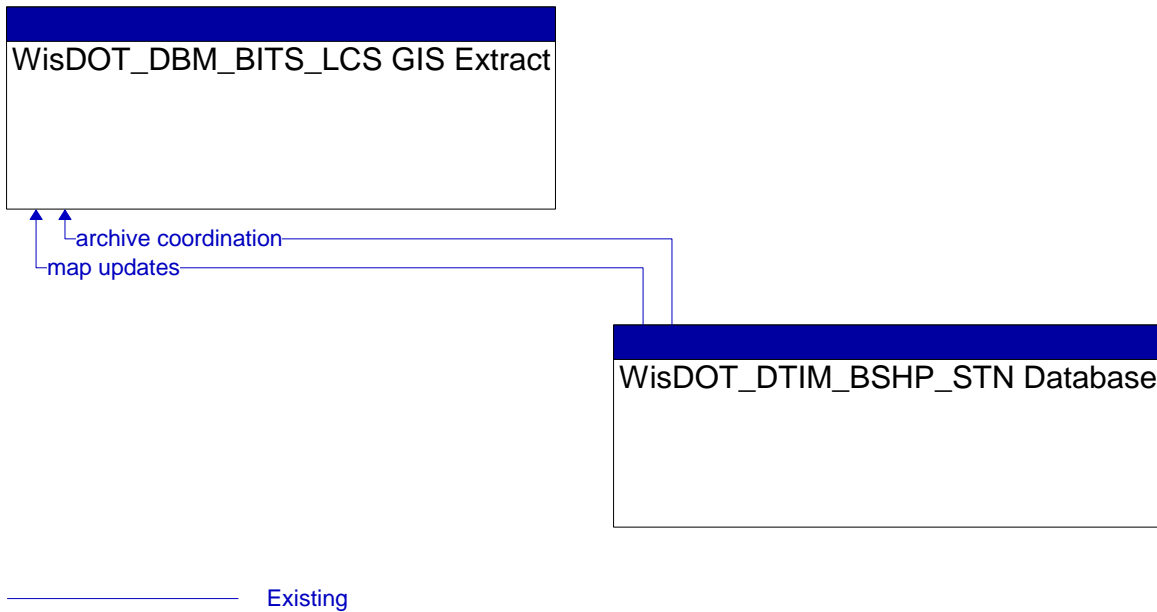 WisDOT_DBM_BITS_LCS GIS Extract
archive coordination
map updates
WisDOT_DTIM_BSHP_STN Database
Existing